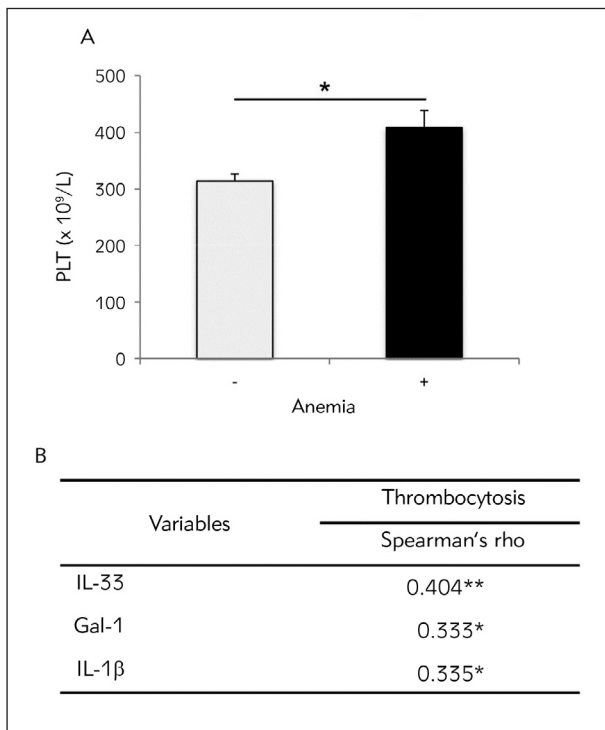 A
*
500
400
300
200
100
0
PLT (x 10⁹/L)
- +
Anemia
B
Variables Thrombocytosis
Spearman's rho
IL-33 0.404**
Gal-1 0.333*
IL-1β 0.335*